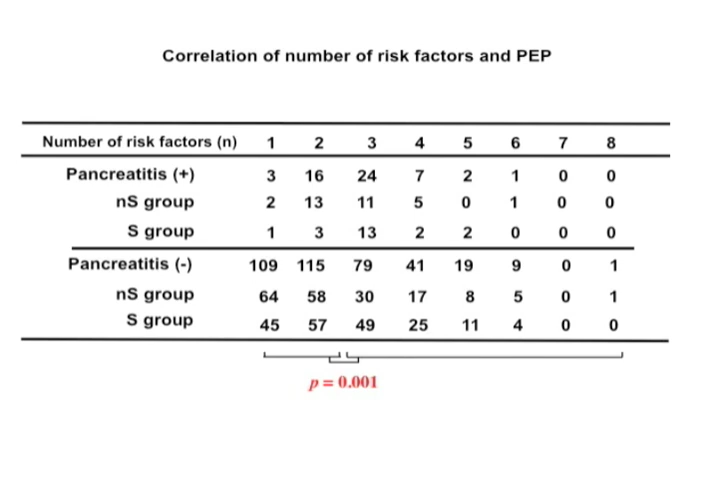 Correlation of number of risk factors and PEP
Number of risk factors (n) 1 2 3 4 5 6 7 8
Pancreatitis (+) 3 16 24 7 2 1 0 0
nS group 2 13 11 5 0 1 0 0
S group 1 3 13 2 2 0 0 0
Pancreatitis (-) 109 115 79 41 19 9 0 1
nS group 64 58 30 17 8 5 0 1
S group 45 57 49 25 11 4 0 0
p = 0.001